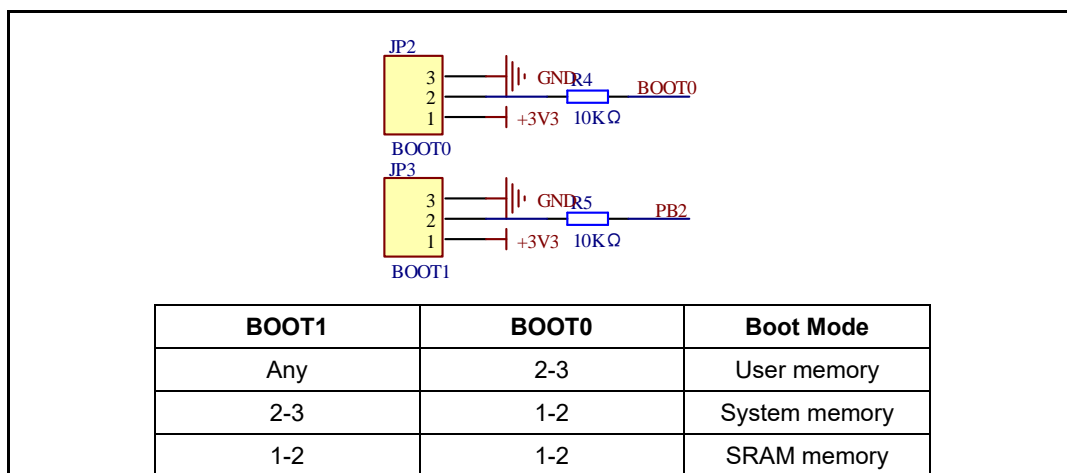 JP2
3 GND R4 BOOT0
2
1 +3V3 10KΩ
BOOT0
JP3
3 GND R5 PB2
2
1 +3V3 10KΩ
BOOT1
BOOT1 BOOT0 Boot Mode
Any 2-3 User memory
2-3 1-2 System memory
1-2 1-2 SRAM memory